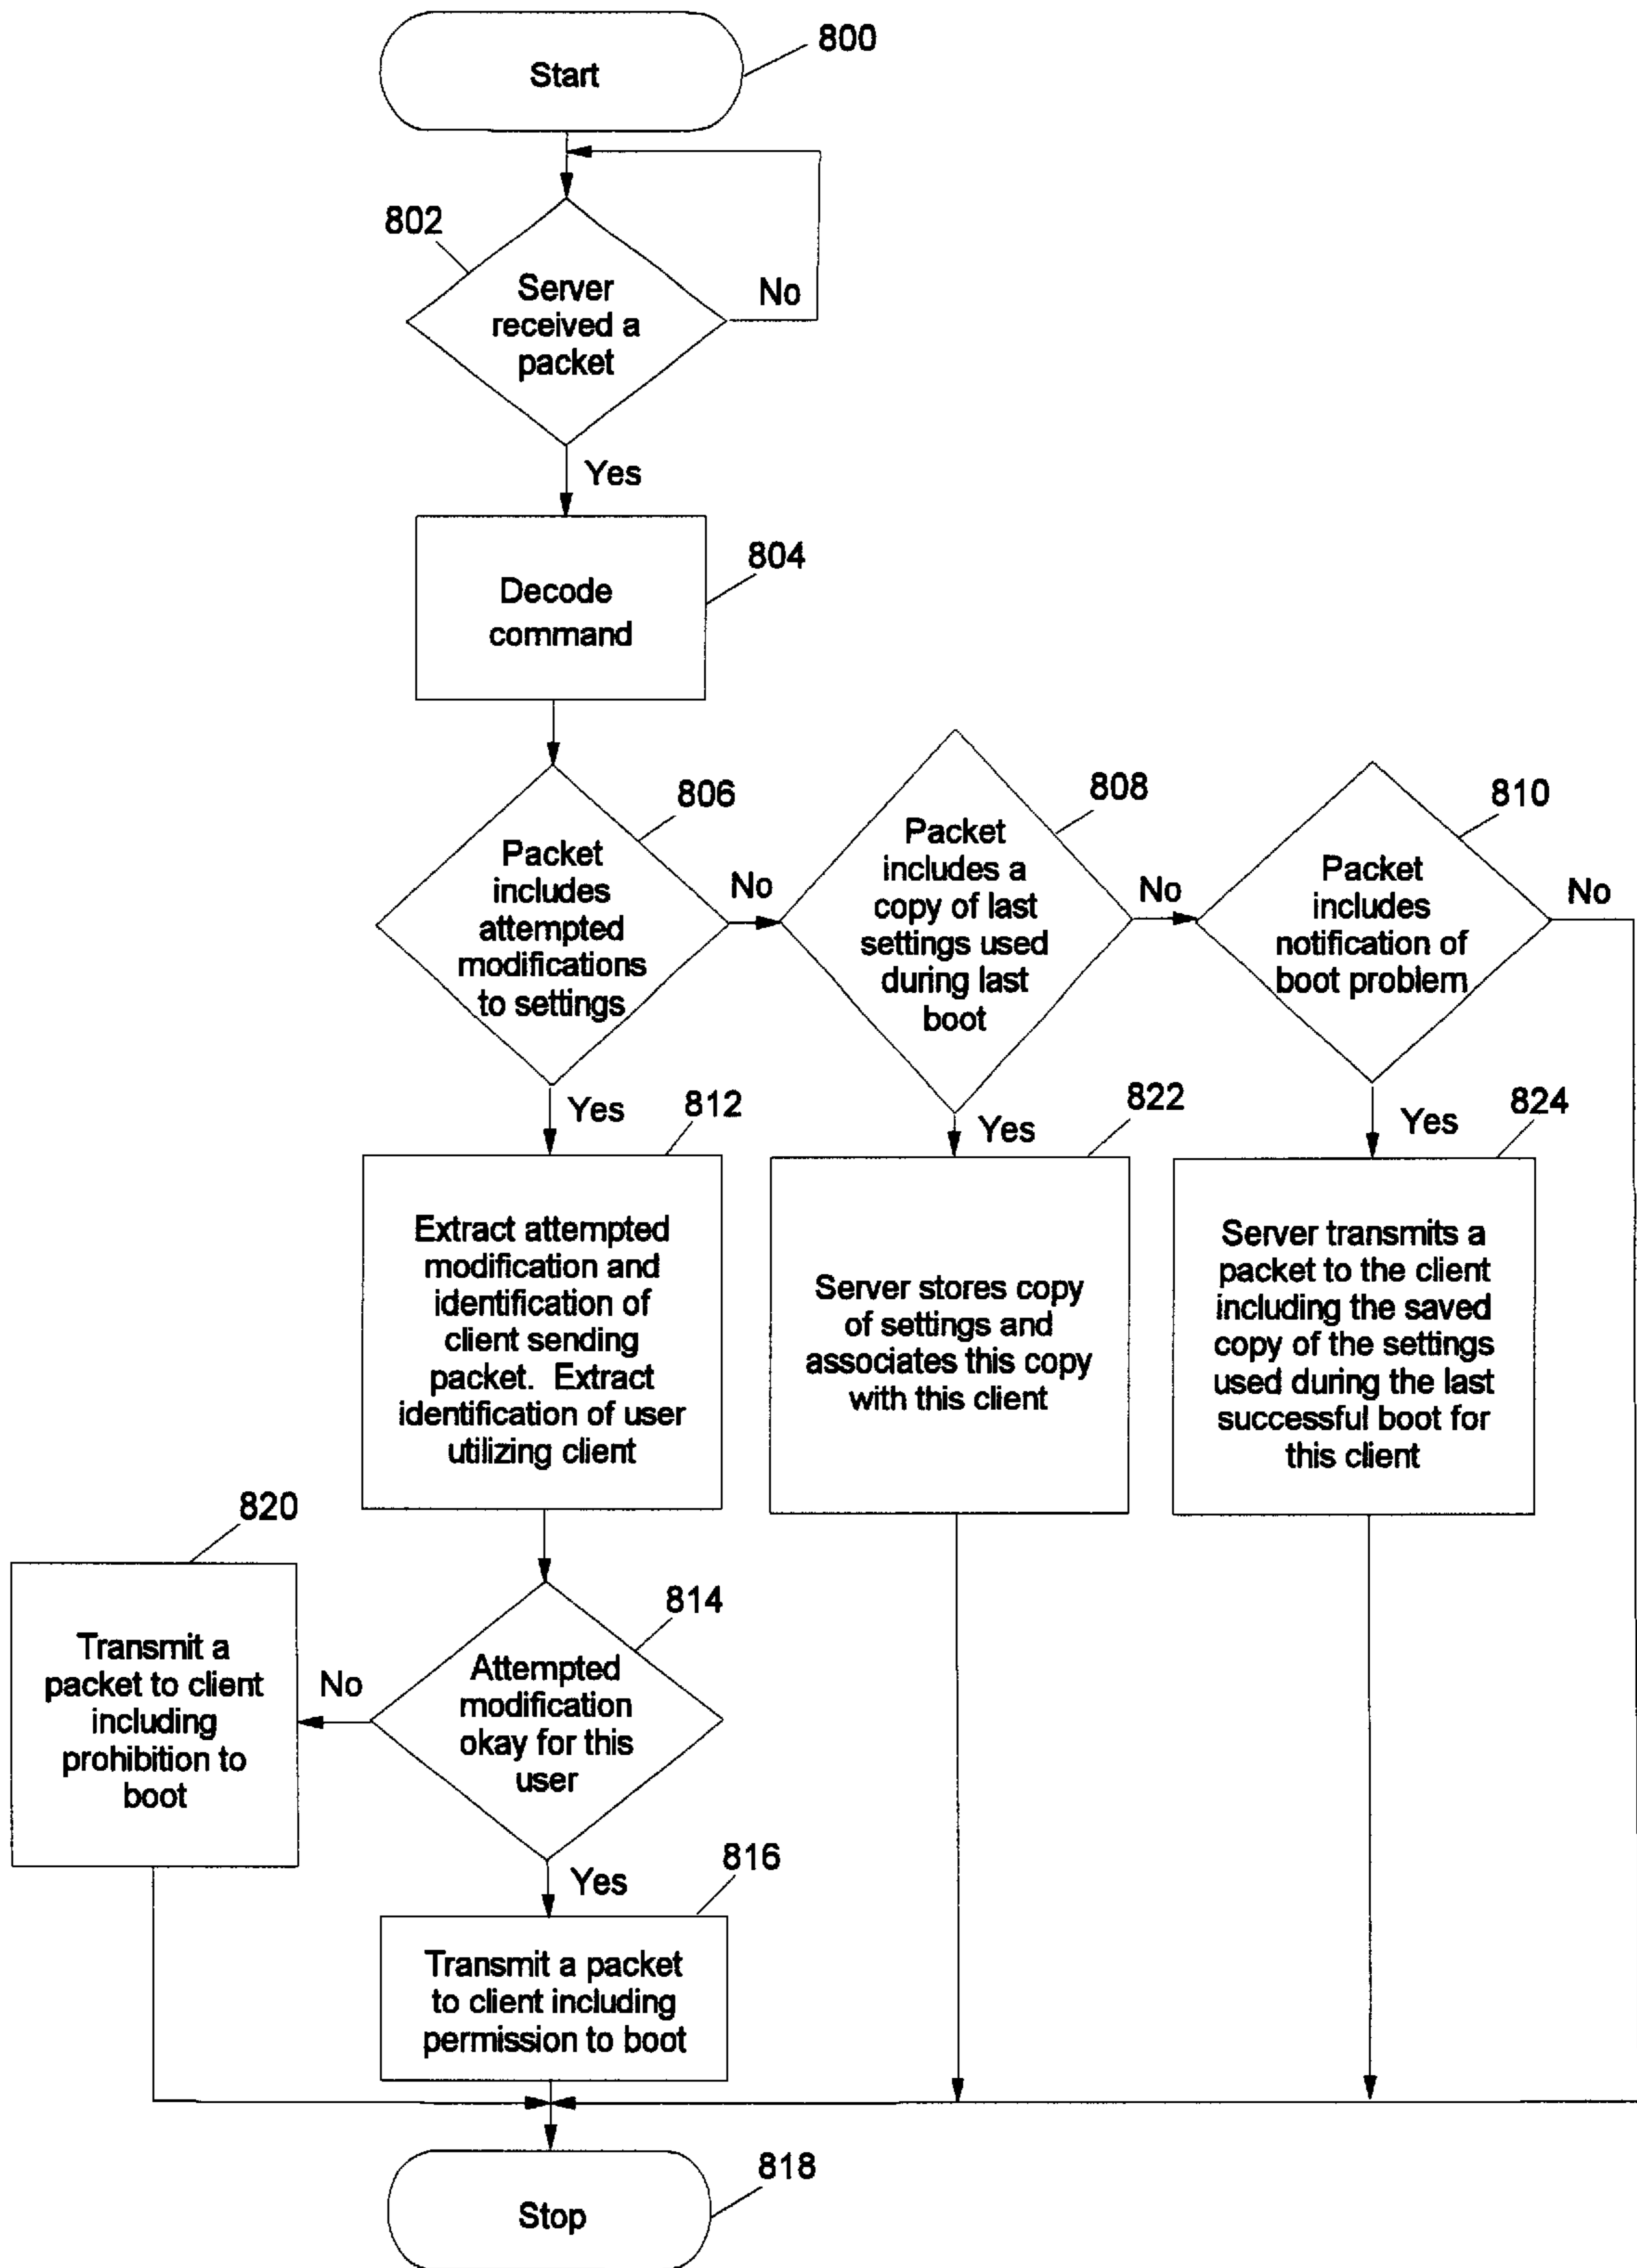 Start
800
802
Server
received a
packet
No
Yes
Decode
command
804
806
Packet
includes
attempted
modifications
to settings
No
808
Packet
includes a
copy of last
settings used
during last
boot
No
810
Packet
includes
notification of
boot problem
No
Yes
812
Yes
822
Yes
824
Extract attempted
modification and
identification of
client sending
packet. Extract
identification of user
utilizing client
Server stores copy
of settings and
associates this copy
with this client
Server transmits a
packet to the client
including the saved
copy of the settings
used during the last
successful boot for
this client
820
Transmit a
packet to client
including
prohibition to
boot
No
814
Attempted
modification
okay for this
user
Yes
816
Transmit a packet
to client including
permission to boot
818
Stop